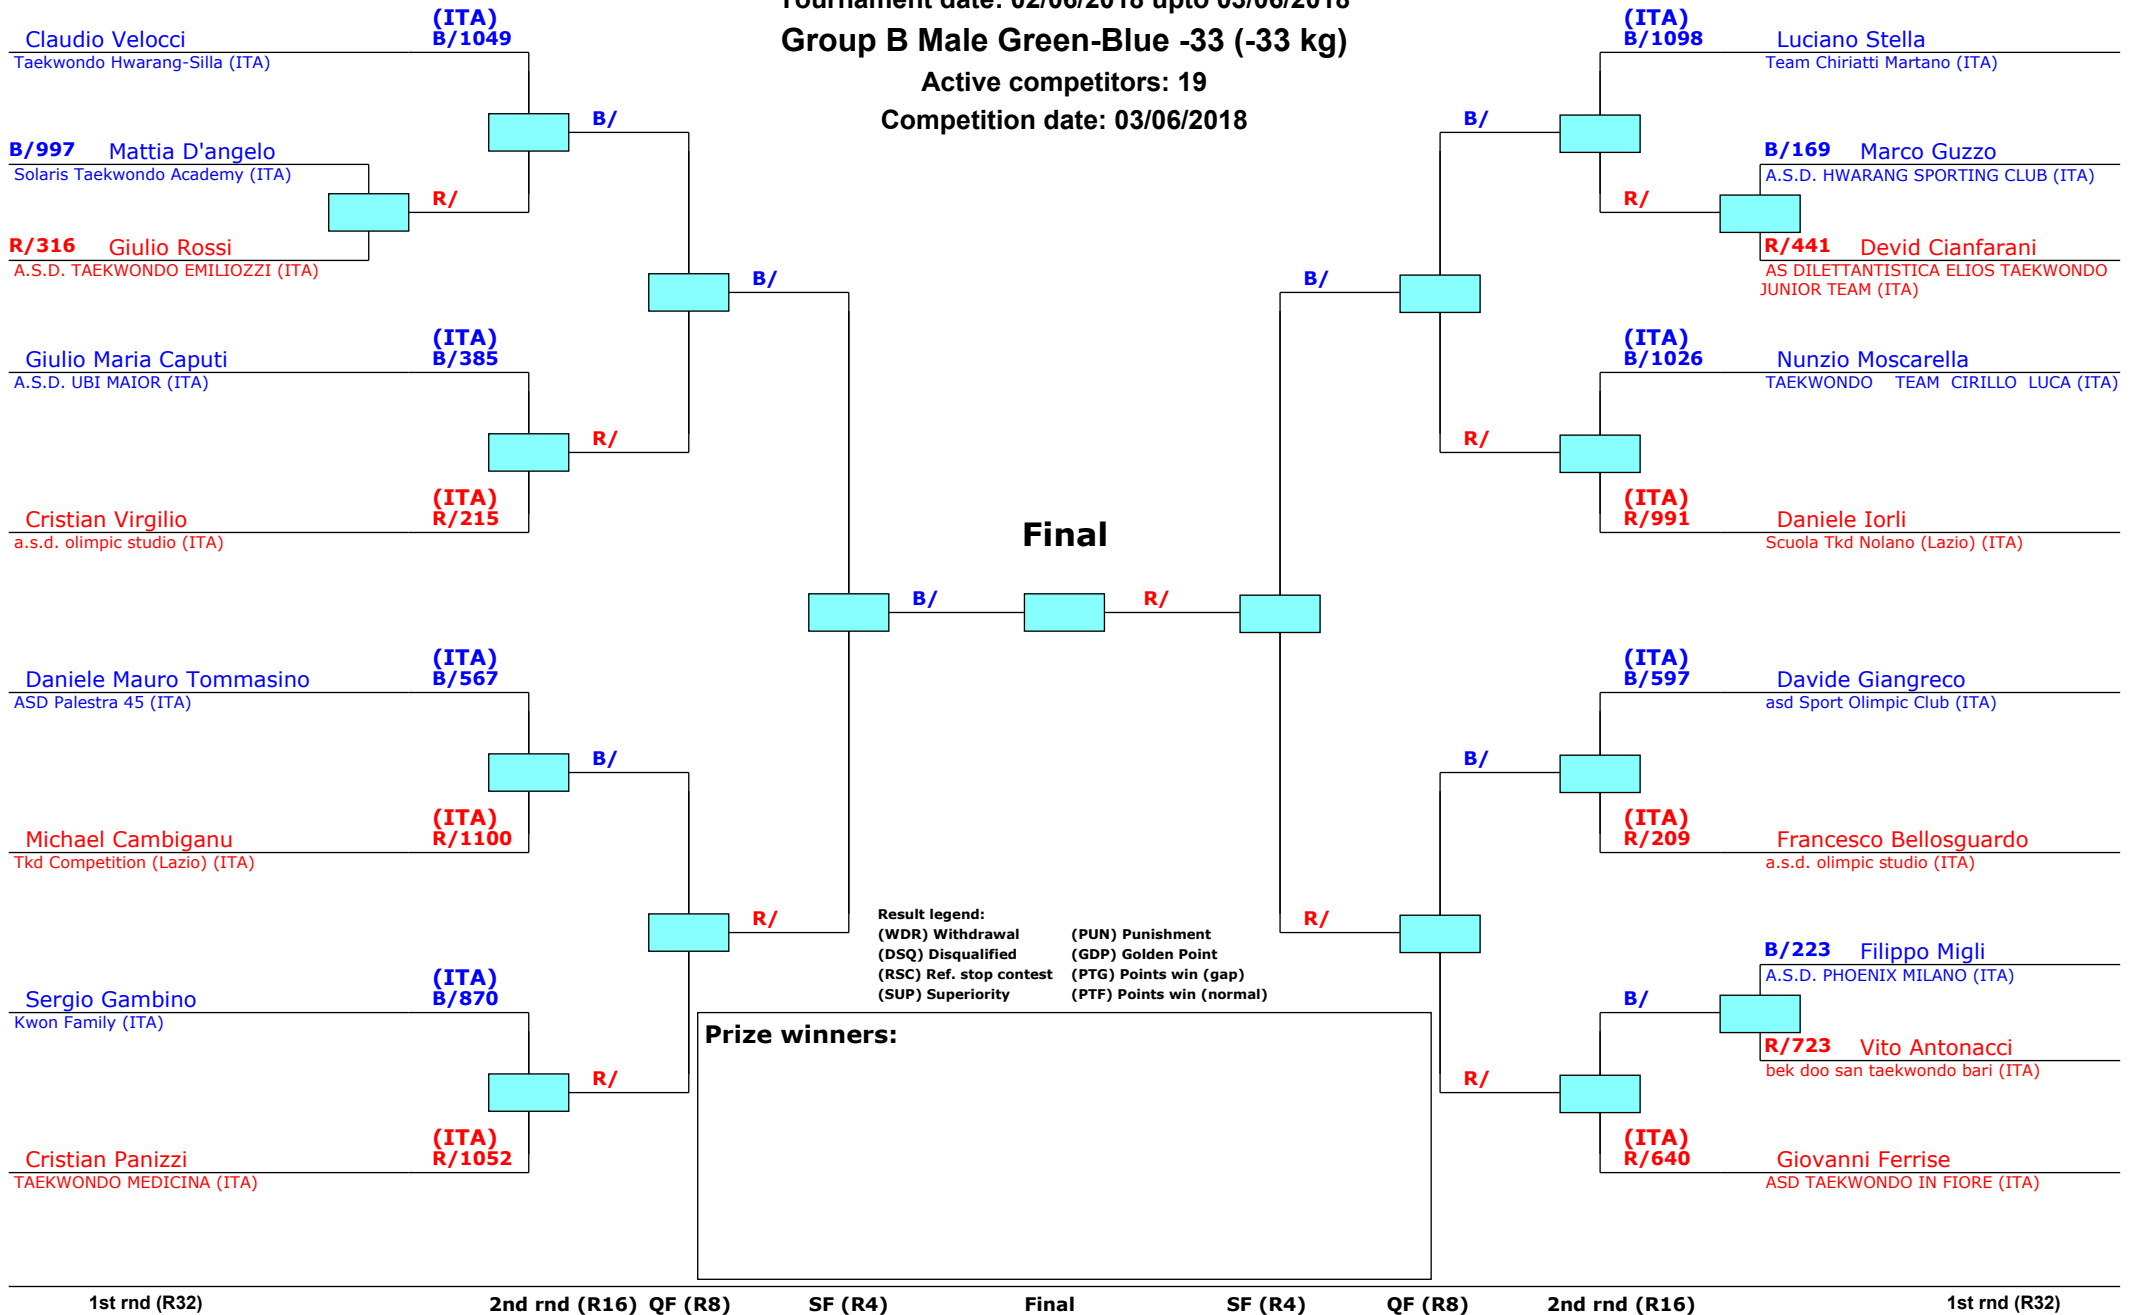 Tournament date: 02/06/2018 upto 03/06/2018
Group B Male Green-Blue -33 (-33 kg)
Active competitors: 19
Competition date: 03/06/2018
(ITA)
Claudio Velocci B/1049
Taekwondo Hwarang-Silla (ITA)
B/
B/997 Mattia D'angelo
Solaris Taekwondo Academy (ITA)
R/
R/316 Giulio Rossi
A.S.D. TAEKWONDO EMILIOZZI (ITA)
B/
(ITA)
Giulio Maria Caputi B/385
A.S.D. UBI MAIOR (ITA)
R/
(ITA)
Cristian Virgilio R/215
a.s.d. olimpic studio (ITA)
B/
(ITA)
Daniele Mauro Tommasino B/567
ASD Palestra 45 (ITA)
B/
(ITA)
Michael Cambiganu R/1100
Tkd Competition (Lazio) (ITA)
R/
(ITA)
Sergio Gambino B/870
Kwon Family (ITA)
R/
(ITA)
Cristian Panizzi R/1052
TAEKWONDO MEDICINA (ITA)
Final
R/
(ITA)
B/1098 Luciano Stella
Team Chiriatti Martano (ITA)
B/
B/169 Marco Guzzo
A.S.D. HWARANG SPORTING CLUB (ITA)
R/
R/441 Devid Cianfarani
AS DILETTANTISTICA ELIOS TAEKWONDO
JUNIOR TEAM (ITA)
B/
(ITA)
B/1026 Nunzio Moscarella
TAEKWONDO TEAM CIRILLO LUCA (ITA)
R/
(ITA)
R/991 Daniele Iorli
Scuola Tkd Nolano (Lazio) (ITA)
(ITA)
B/597 Davide Giangreco
asd Sport Olimpic Club (ITA)
B/
(ITA)
R/209 Francesco Bellosguardo
a.s.d. olimpic studio (ITA)
R/
B/223 Filippo Migli
A.S.D. PHOENIX MILANO (ITA)
B/
R/723 Vito Antonacci
bek doo san taekwondo bari (ITA)
R/
(ITA)
R/640 Giovanni Ferrise
ASD TAEKWONDO IN FIORE (ITA)
Result legend:
(WDR) Withdrawal (PUN) Punishment
(DSQ) Disqualified (GDP) Golden Point
(RSC) Ref. stop contest (PTG) Points win (gap)
(SUP) Superiority (PTF) Points win (normal)
Prize winners:
1st rnd (R32) 2nd rnd (R16) QF (R8) SF (R4) Final SF (R4) QF (R8) 2nd rnd (R16) 1st rnd (R32)